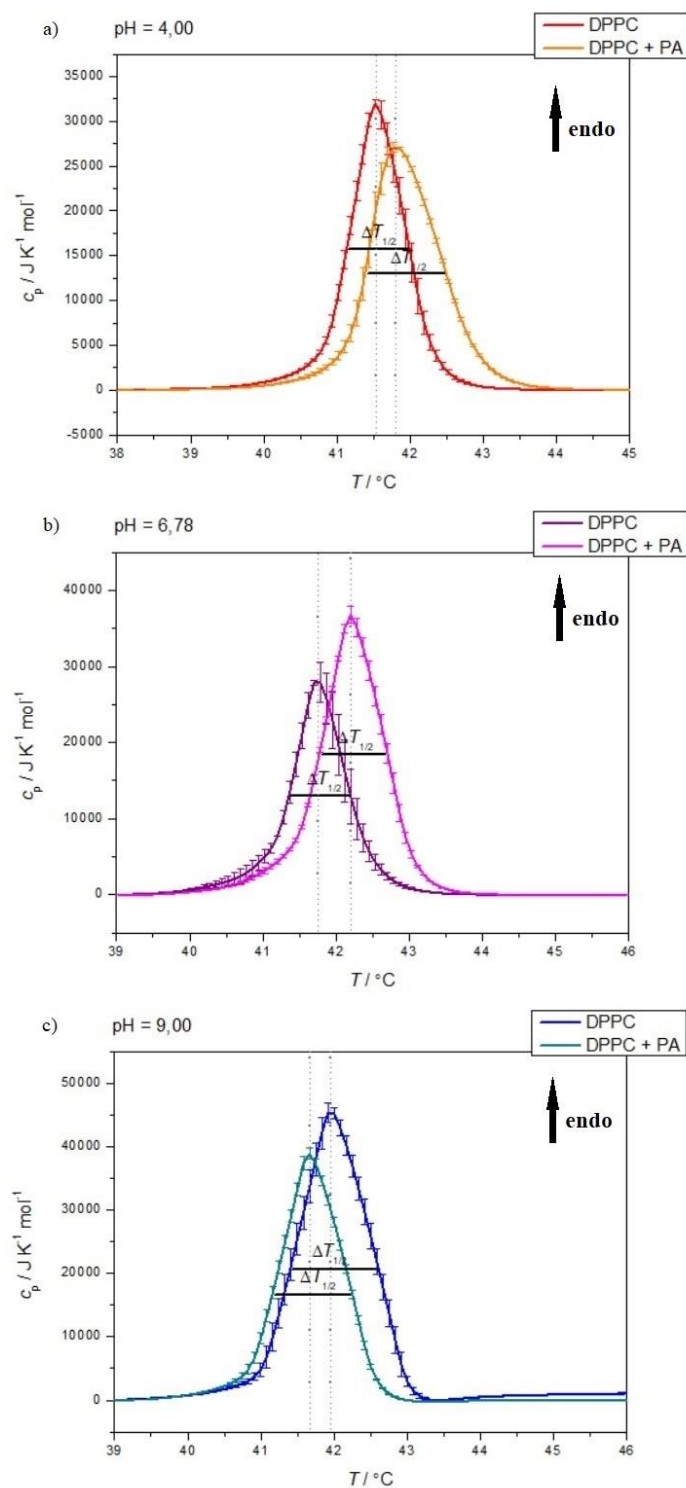 a)
pH = 4,00
DPPC
DPPC + PA
endo
35000
30000
25000
20000
15000
10000
5000
0
-5000
c_p / J K⁻¹ mol⁻¹
ΔT_1/2
ΔT_1/2
38 39 40 41 42 43 44 45
T / °C
b)
pH = 6,78
DPPC
DPPC + PA
endo
40000
30000
20000
10000
0
c_p / J K⁻¹ mol⁻¹
ΔT_1/2
ΔT_1/2
39 40 41 42 43 44 45 46
T / °C
c)
pH = 9,00
DPPC
DPPC + PA
endo
50000
40000
30000
20000
10000
0
c_p / J K⁻¹ mol⁻¹
ΔT_1/2
ΔT_1/2
39 40 41 42 43 44 45 46
T / °C